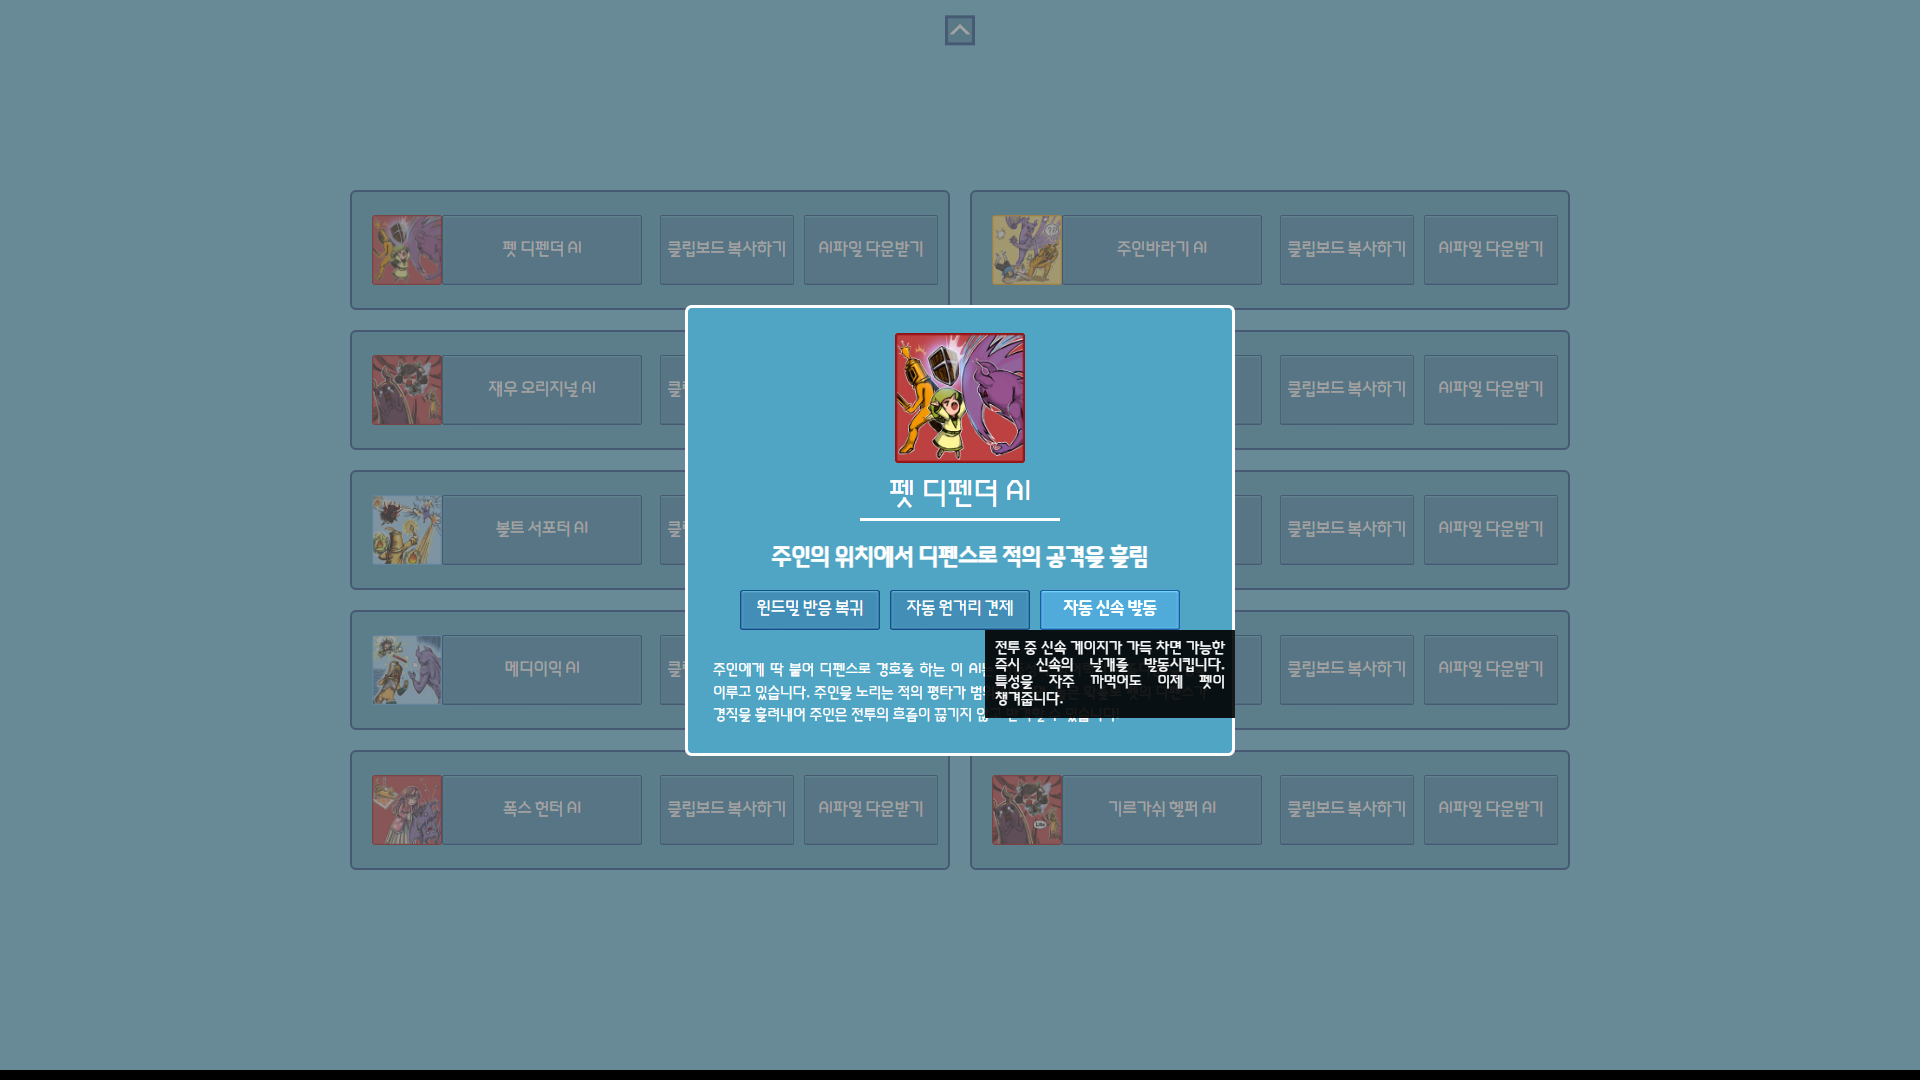 펫 디펜더 AI 클립보드 복사하기 AI파일 다운받기
주인바라기 AI 클립보드 복사하기 AI파일 다운받기
재우 오리지널 AI
클립보드 복사하기 AI파일 다운받기
볼트 서포터 AI
클립보드 복사하기 AI파일 다운받기
메디이익 AI
클립보드 복사하기 AI파일 다운받기
폭스 헌터 AI 클립보드 복사하기 AI파일 다운받기
기르가쉬 헬퍼 AI 클립보드 복사하기 AI파일 다운받기
펫 디펜더 AI
주인의 위치에서 디펜스로 적의 공격을 흘림
윈드밀 반응 복귀 자동 원거리 견제 자동 신속 발동
주인에게 딱 붙어 디펜스로 경호를 하는 이 AI는
이루고 있습니다. 주인을 노리는 적의 평타가
경직을 흘려내어 주인은 전투의 흐름이 끊기지
전투 중 신속 게이지가 가득 차면 가능한
즉시 신속의 날개를 발동시킵니다.
특성을 자주 까먹어도 이제 펫이
챙겨줍니다.